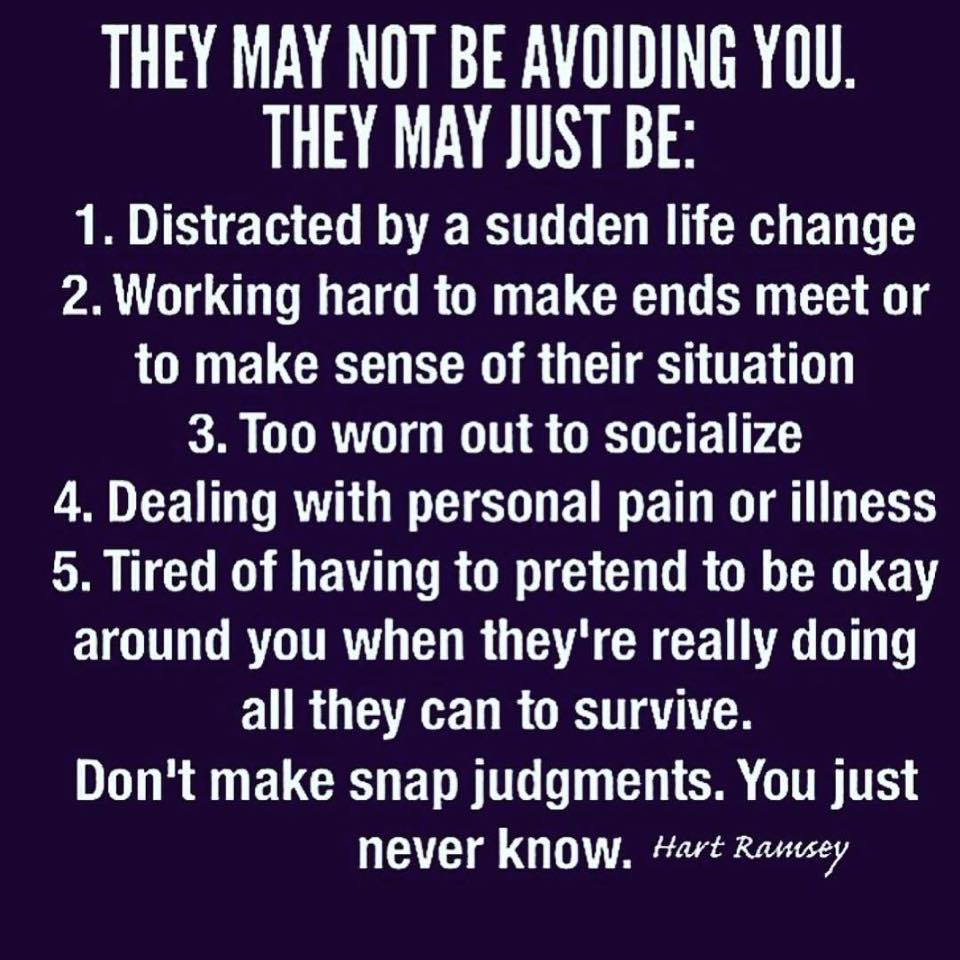 THEY MAY NOT BE AVOIDING YOU.
THEY MAY JUST BE:
1. Distracted by a sudden life change
2. Working hard to make ends meet or
to make sense of their situation
3. Too worn out to socialize
4. Dealing with personal pain or illness
5. Tired of having to pretend to be okay
around you when they're really doing
all they can to survive.
Don't make snap judgments. You just
never know. Hart Ramsey